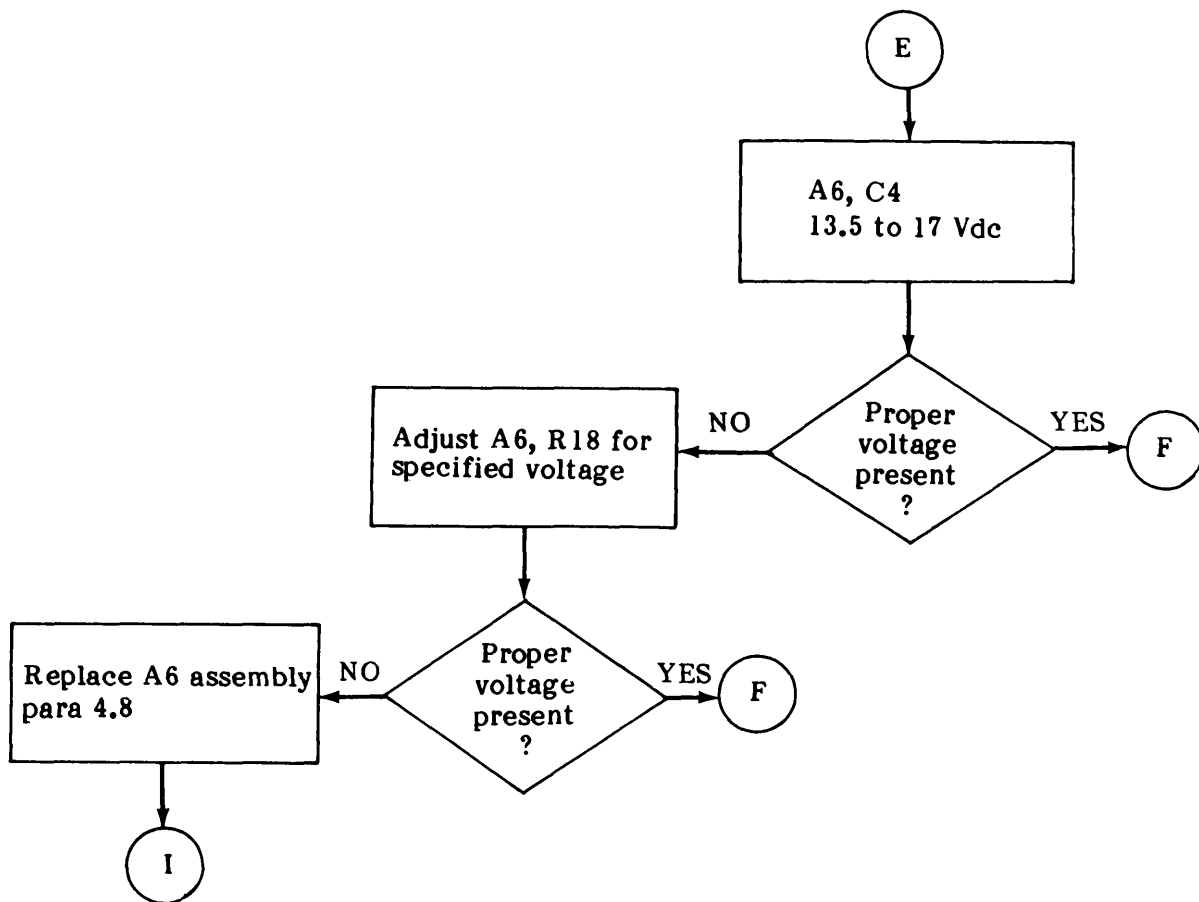 E
A6, C4
13.5 to 17 Vdc
Proper
voltage
present
?
NO
YES
F
Adjust A6, R18 for
specified voltage
Proper
voltage
present
?
NO
YES
F
Replace A6 assembly
para 4.8
I